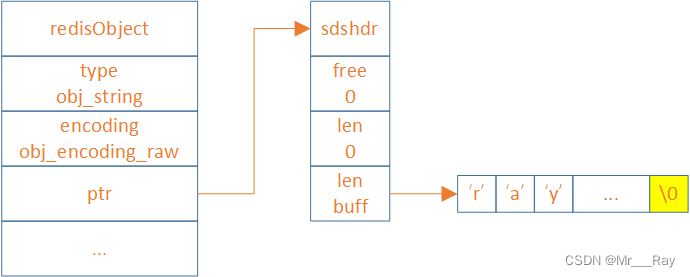 redisObject
type
obj_string
encoding
obj_encoding_raw
ptr
...
sdshdr
free
0
len
0
len
buff
‘r’ ‘a’ ‘y’ ... \0
CSDN @Mr___Ray